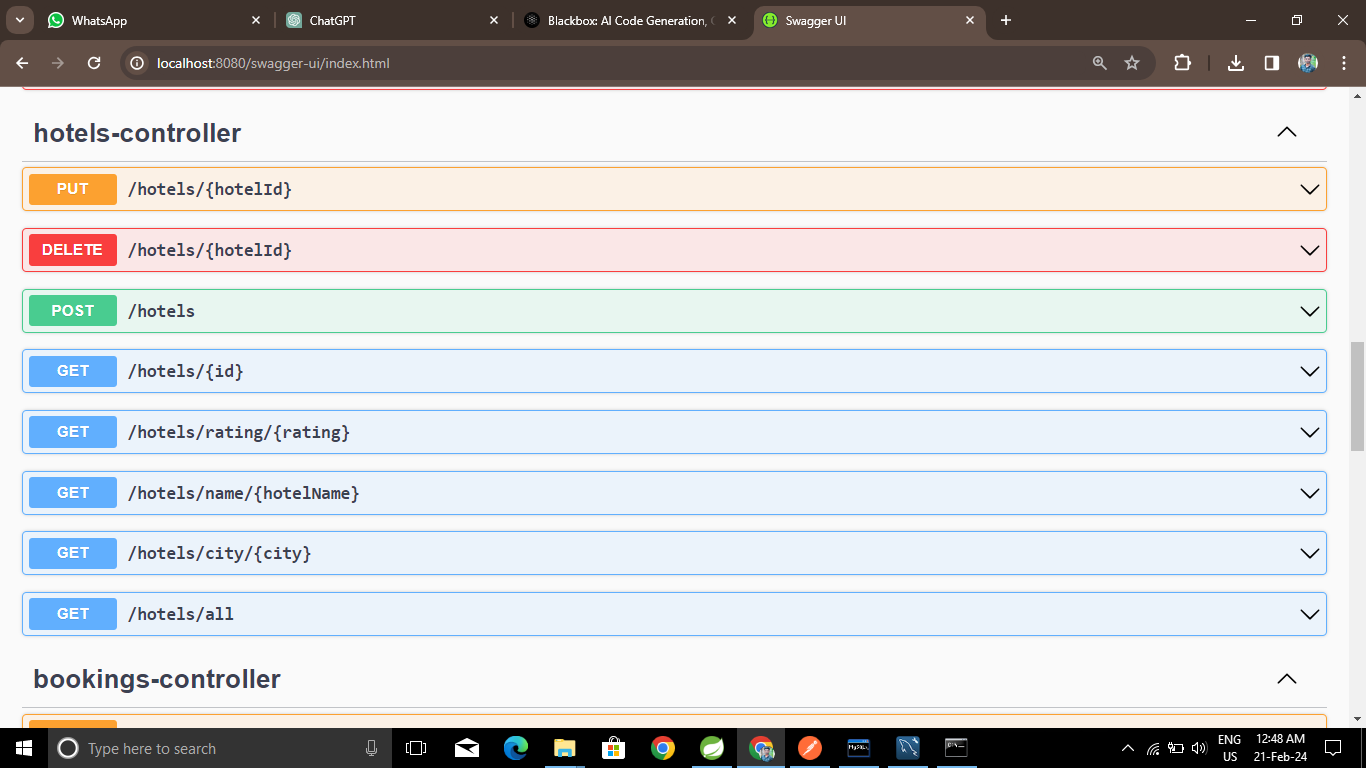 WhatsApp
ChatGPT
Blackbox: AI Code Generation,
Swagger UI
localhost:8080/swagger-ui/index.html
hotels-controller
PUT /hotels/{hotelId}
DELETE /hotels/{hotelId}
POST /hotels
GET /hotels/{id}
GET /hotels/rating/{rating}
GET /hotels/name/{hotelName}
GET /hotels/city/{city}
GET /hotels/all
bookings-controller
Type here to search
MySQL
ENG
US
12:48 AM
21-Feb-24